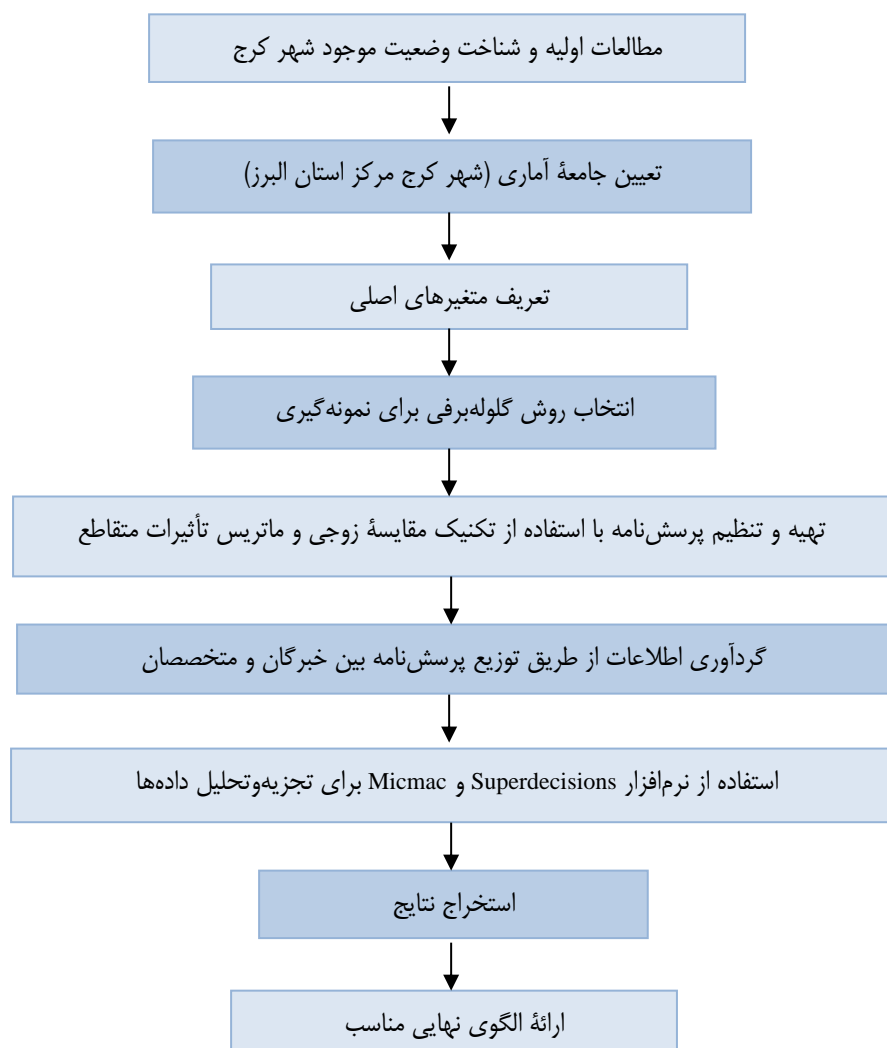 مطالعات اولیه و شناخت وضعیت موجود شهر کرج
تعیین جامعۀ آماری (شهر کرج مرکز استان البرز)
تعریف متغیرهای اصلی
انتخاب روش گلوله‌برفی برای نمونه‌گیری
تهیه و تنظیم پرسش‌نامه با استفاده از تکنیک مقایسۀ زوجی و ماتریس تأثیرات متقاطع
گردآوری اطلاعات از طریق توزیع پرسش‌نامه بین خبرگان و متخصصان
استفاده از نرم‌افزار Superdecisions و Micmac برای تجزیه‌وتحلیل داده‌ها
استخراج نتایج
ارائۀ الگوی نهایی مناسب